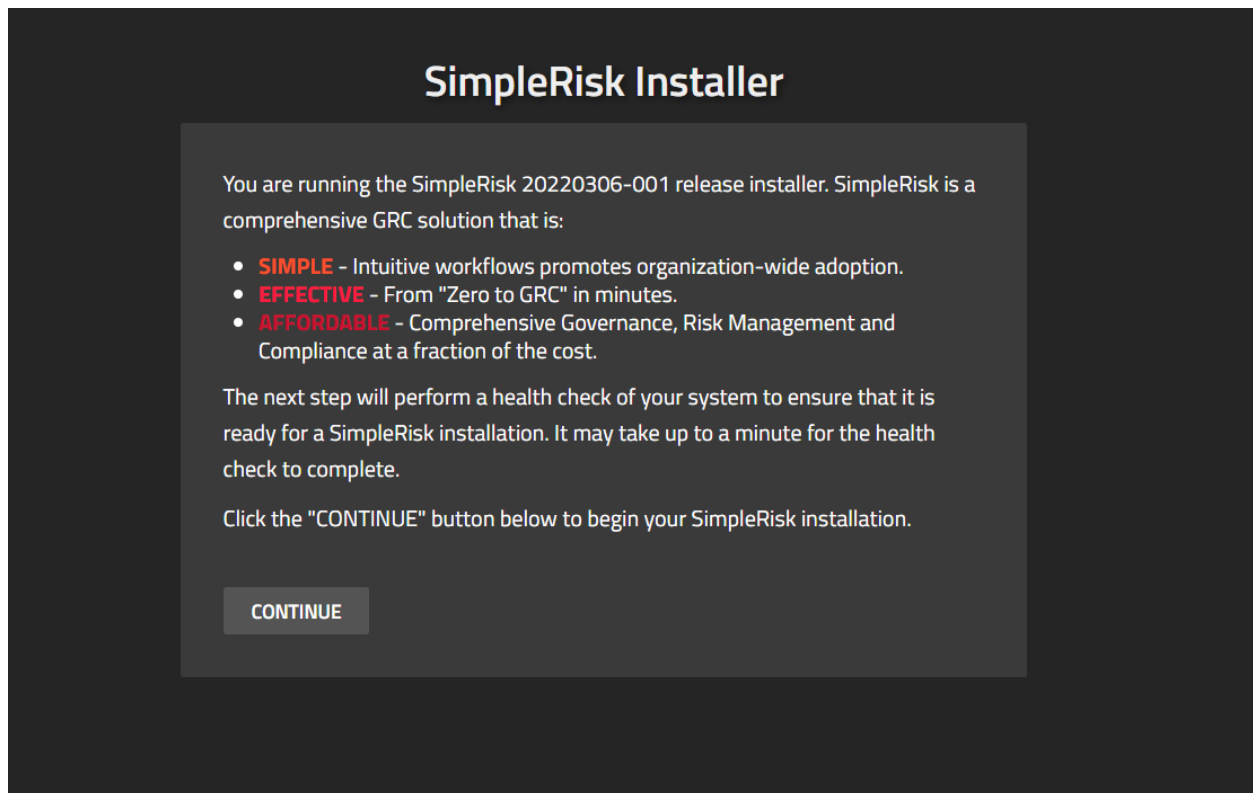 SimpleRisk Installer
You are running the SimpleRisk 20220306-001 release installer. SimpleRisk is a
comprehensive GRC solution that is:
• SIMPLE - Intuitive workflows promotes organization-wide adoption.
• EFFECTIVE - From "Zero to GRC" in minutes.
• AFFORDABLE - Comprehensive Governance, Risk Management and
Compliance at a fraction of the cost.
The next step will perform a health check of your system to ensure that it is
ready for a SimpleRisk installation. It may take up to a minute for the health
check to complete.
Click the "CONTINUE" button below to begin your SimpleRisk installation.
CONTINUE